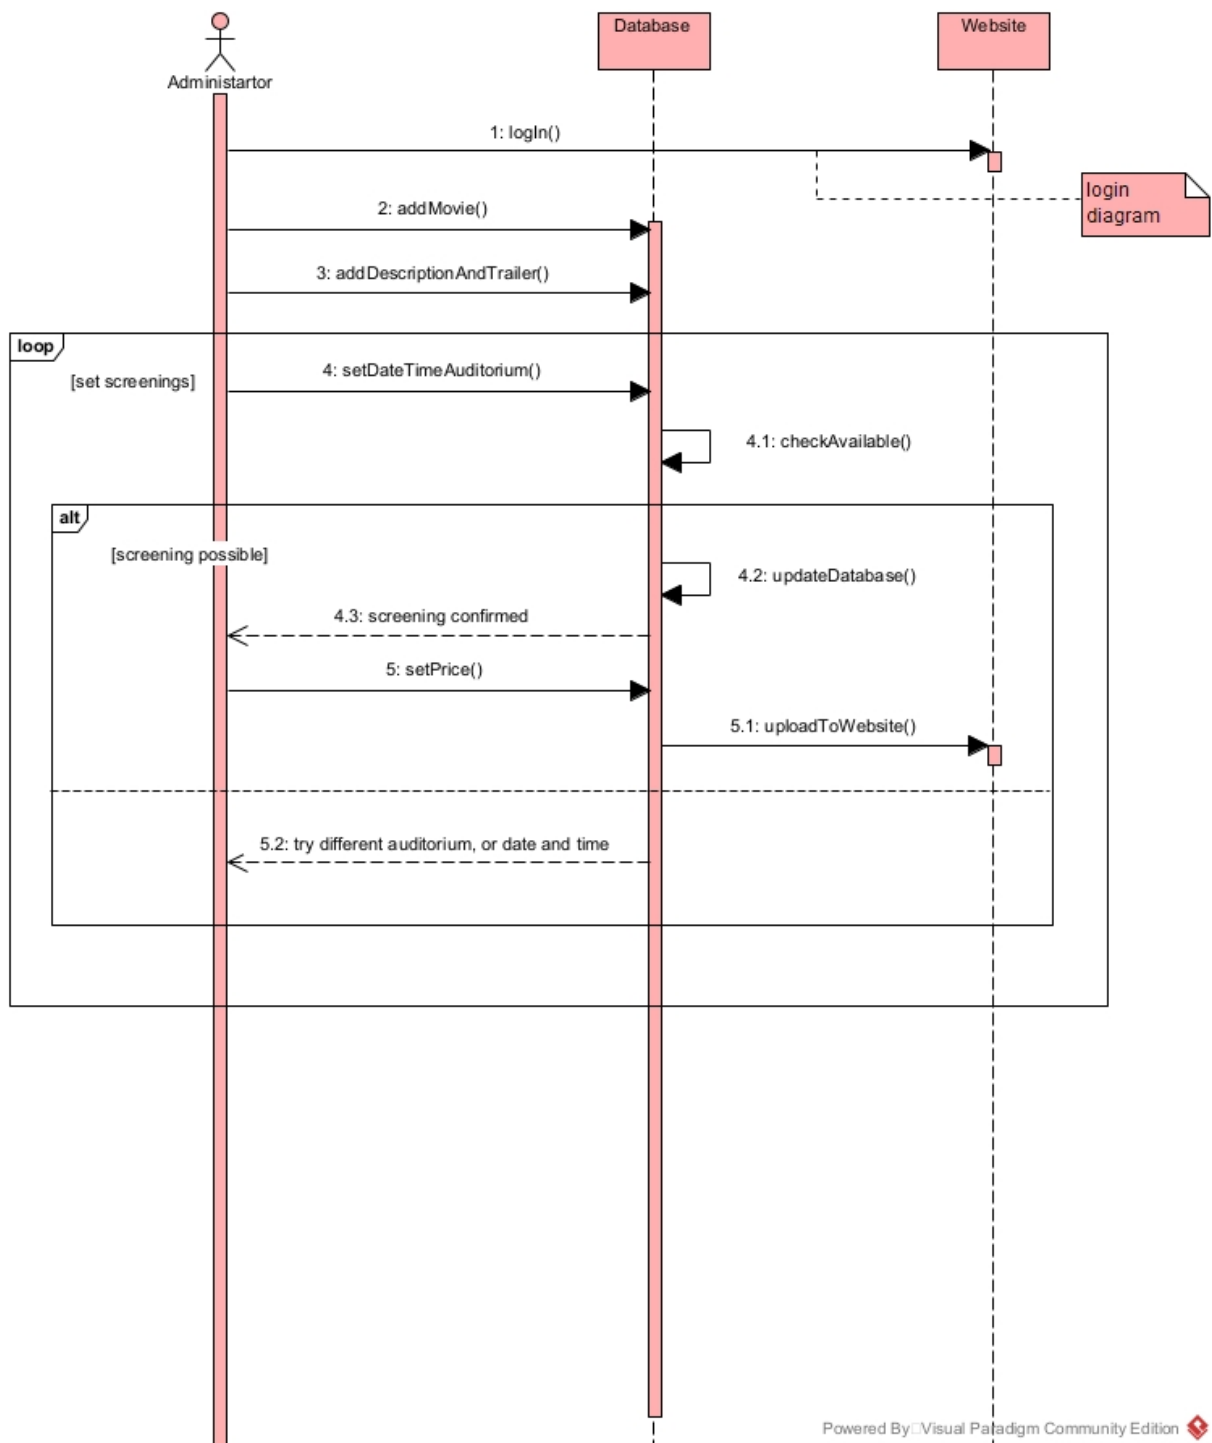 Database
Website
Administartor
1: logIn()
login
diagram
2: addMovie()
3: addDescriptionAndTrailer()
loop
4: setDateTimeAuditorium()
[set screenings]
4.1: checkAvailable()
alt
[screening possible]
4.2: updateDatabase()
4.3: screening confirmed
5: setPrice()
5.1: uploadToWebsite()
5.2: try different auditorium, or date and time
Powered By□Visual Paradigm Community Edition